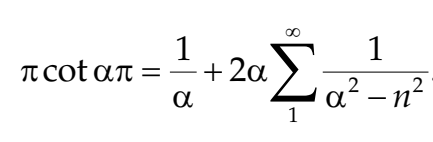 π cot απ = 1/α + 2α ∑_{1}^{∞} 1/(α² − n²).